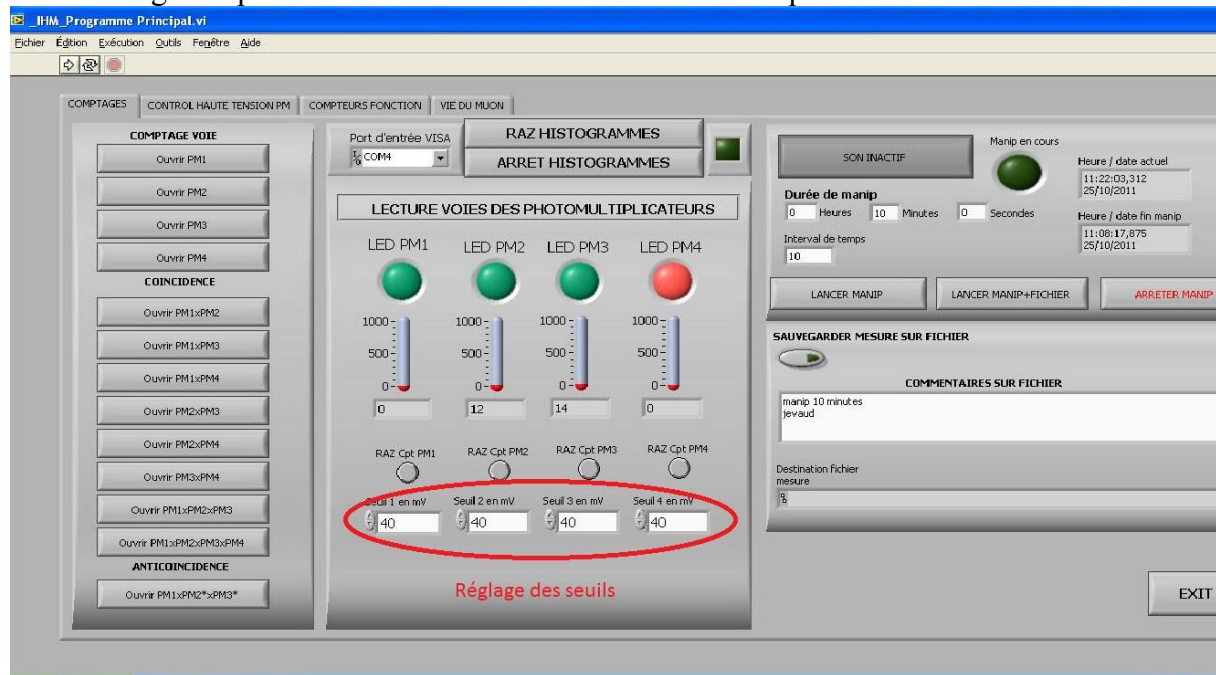 _IHM_Programme Principal.vi
Fichier Édition Exécution Outils Fenêtre Aide
COMPTAGES CONTROL HAUTE TENSION PM COMPTEURS FONCTION VIE DU MUON
COMPTAGE VOIE
Ouvrir PM1
Ouvrir PM2
Ouvrir PM3
Ouvrir PM4
COINCIDENCE
Ouvrir PM1xPM2
Ouvrir PM1xPM3
Ouvrir PM1xPM4
Ouvrir PM2xPM3
Ouvrir PM2xPM4
Ouvrir PM3xPM4
Ouvrir PM1xPM2xPM3
Ouvrir PM1xPM2xPM3xPM4
ANTICOINCIDENCE
Ouvrir PM1xPM2*xPM3*
Port d'entrée VISA
COM4
RAZ HISTOGRAMMES
ARRET HISTOGRAMMES
LECTURE VOIES DES PHOTOMULTIPLICATEURS
LED PM1 LED PM2 LED PM3 LED PM4
1000 1000 1000 1000
500 500 500 500
0 0 0 0
0 12 14 0
RAZ Cpt PM1 RAZ Cpt PM2 RAZ Cpt PM3 RAZ Cpt PM4
Seuil 1 en mV Seuil 2 en mV Seuil 3 en mV Seuil 4 en mV
40 40 40 40
Réglage des seuils
SON INACTIF
Manip en cours
Heure / date actuel
11:22:03,312
25/10/2011
Durée de manip
0 Heures 10 Minutes 0 Secondes
Heure / date fin manip
11:08:17,875
25/10/2011
Interval de temps
10
LANCER MANIP LANCER MANIP+FICHIER ARRETER MANIP
SAUVEGARDER MESURE SUR FICHIER
COMMENTAIRES SUR FICHIER
manip 10 minutes
jevaud
Destination fichier
mesure
EXIT